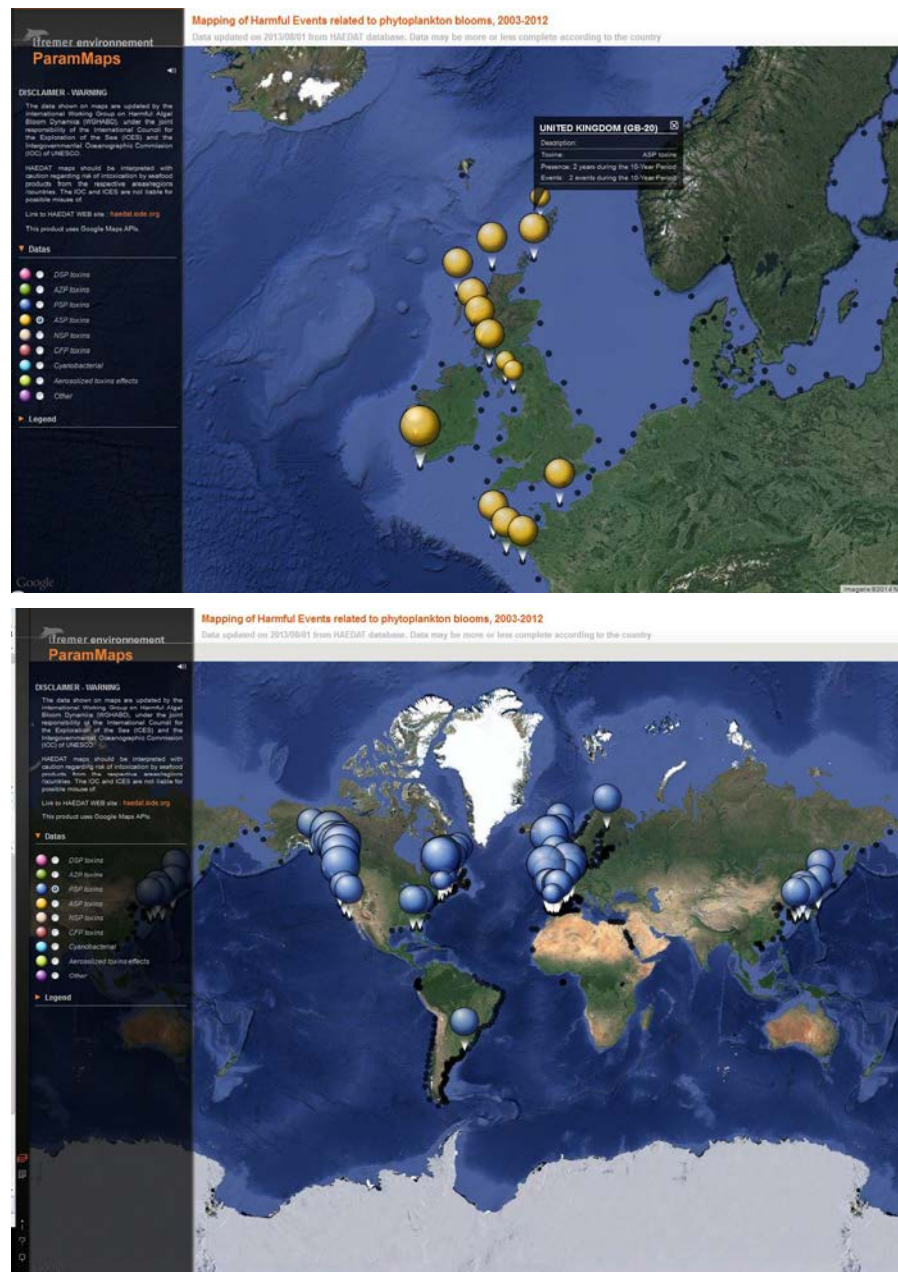 Mapping of Harmful Events related to phytoplankton blooms, 2003-2012
Data updated on 2013/08/01 from HAEDAT database. Data may be more or less complete according to the country
ifremer environnement
ParamMaps
DISCLAIMER - WARNING
The data shown on maps are updated by the
International Working Group on Harmful Algal
Bloom Dynamics (WGHABD), under the joint
responsibility of the International Council for
the Exploration of the Sea (ICES) and the
Intergovernmental Oceanographic Commission
(IOC) of UNESCO.
HAEDAT maps should be interpreted with
caution regarding risk of intoxication by seafood
products from the respective areas/regions
/countries. The IOC and ICES are not liable for
possible misuse of.
Link to HAEDAT WEB site : haedat.iode.org
This product uses Google Maps APIs.
Datas
DSP toxins
AZP toxins
PSP toxins
ASP toxins
NSP toxins
CFP toxins
Cyanobacterial
Aerosolized toxins effects
Other
Legend
UNITED KINGDOM (GB-20)
Description:
Toxine: ASP toxins
Presence: 2 years during the 10-Year Period
Events: 2 events during the 10-Year Period
Google
Imagerie ©2014 N
Mapping of Harmful Events related to phytoplankton blooms, 2003-2012
Data updated on 2013/08/01 from HAEDAT database. Data may be more or less complete according to the country
ifremer environnement
ParamMaps
DISCLAIMER - WARNING
The data shown on maps are updated by the
International Working Group on Harmful Algal
Bloom Dynamics (WGHABD), under the joint
responsibility of the International Council for
the Exploration of the Sea (ICES) and the
Intergovernmental Oceanographic Commission
(IOC) of UNESCO.
HAEDAT maps should be interpreted with
caution regarding risk of intoxication by seafood
products from the respective areas/regions
/countries. The IOC and ICES are not liable for
possible misuse of.
Link to HAEDAT WEB site : haedat.iode.org
This product uses Google Maps APIs.
Datas
DSP toxins
AZP toxins
PSP toxins
ASP toxins
NSP toxins
CFP toxins
Cyanobacterial
Aerosolized toxins effects
Other
Legend